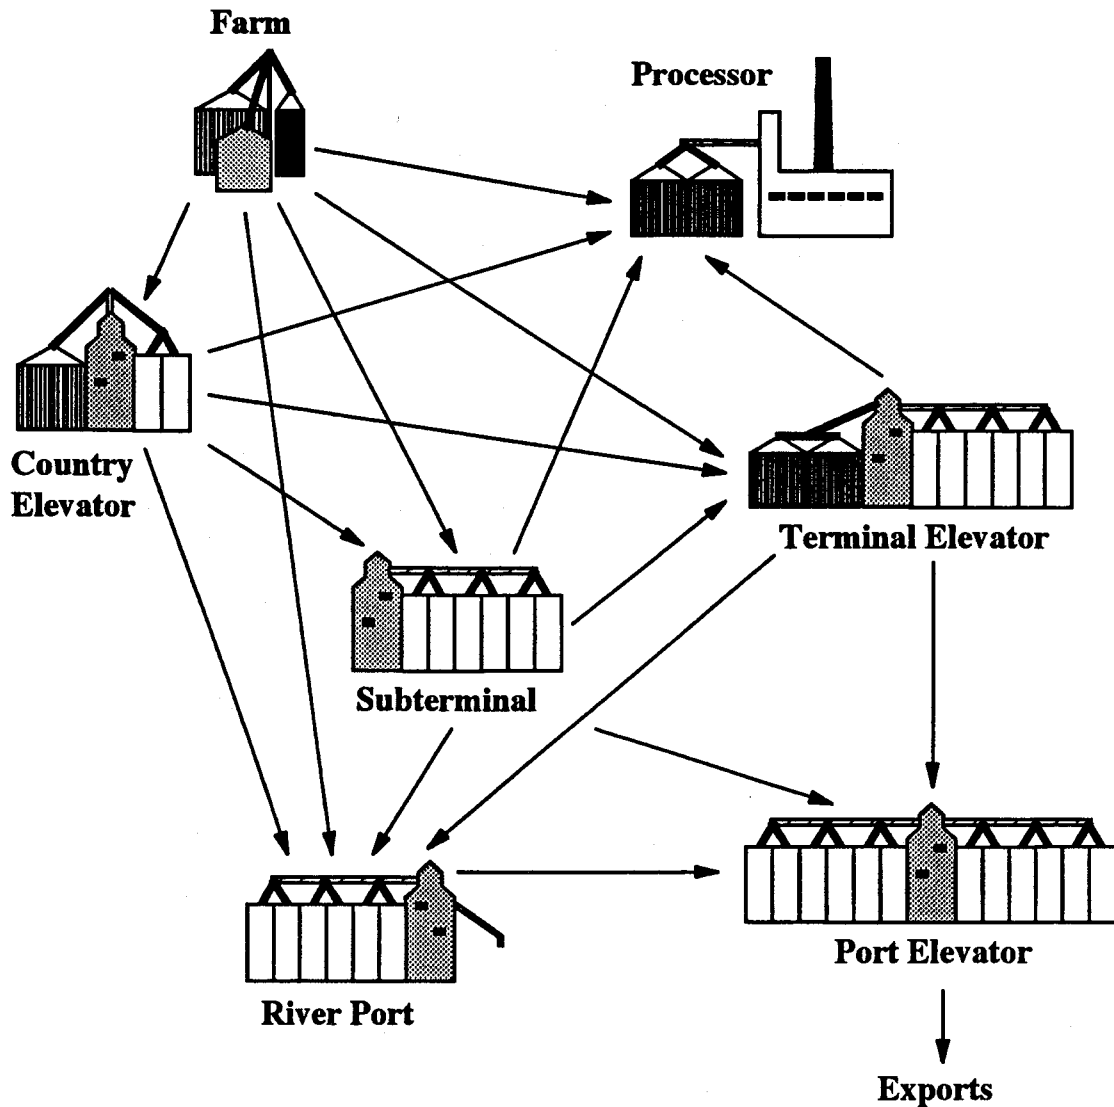 Farm
Processor
Country
Elevator
Terminal Elevator
Subterminal
Port Elevator
River Port
Exports